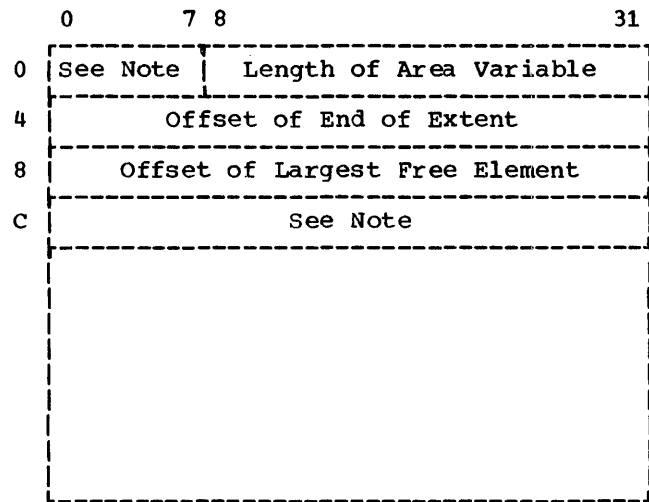 0 7 8 31
0 See Note Length of Area Variable
4 Offset of End of Extent
8 Offset of Largest Free Element
C See Note